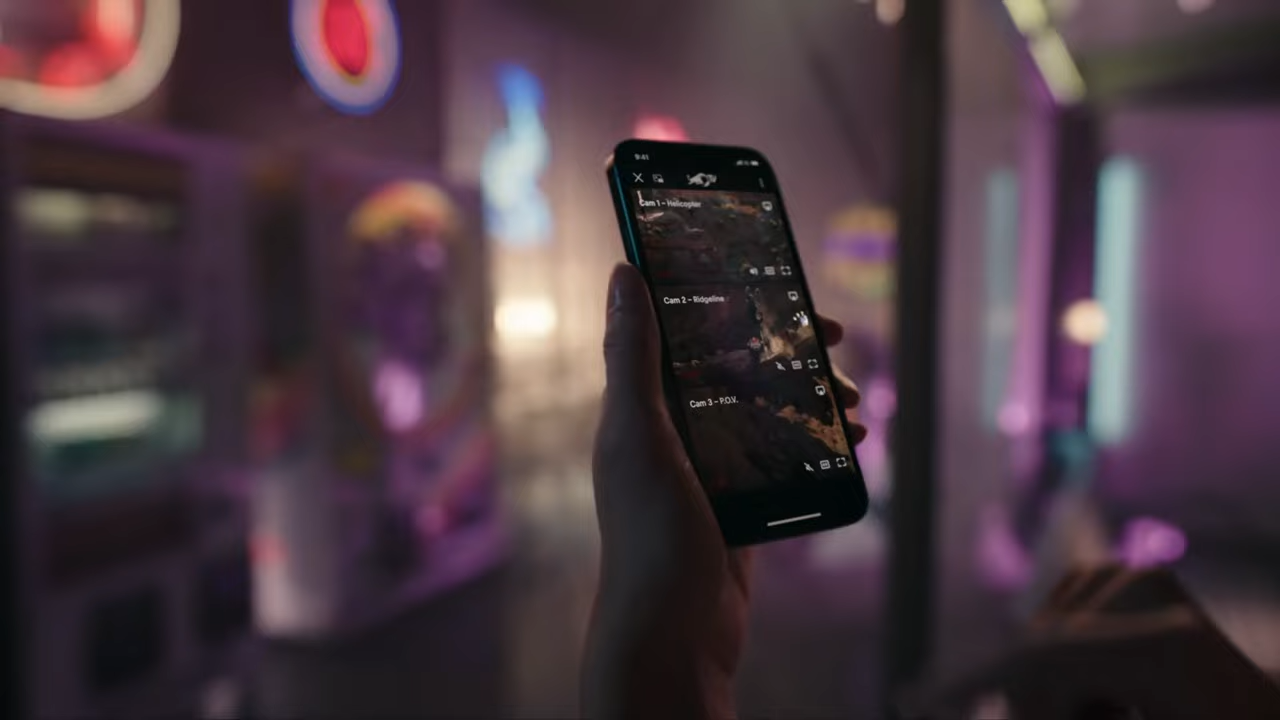 9:41
Cam 1 – Helicopter
Cam 2 – Ridgeline
Cam 3 – P.O.V.